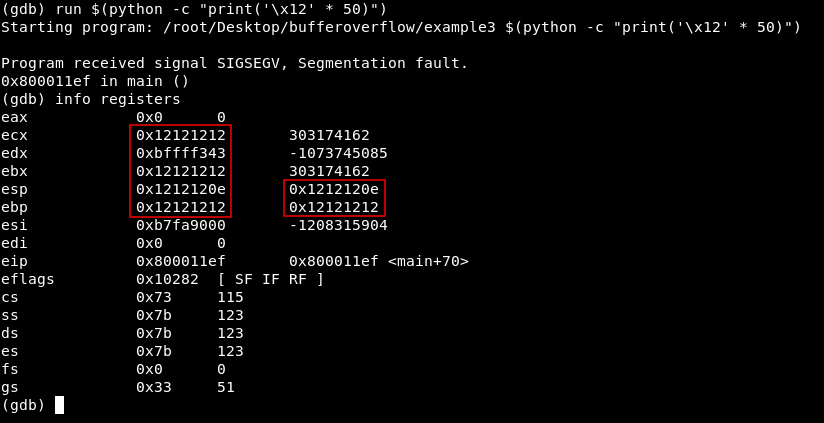 (gdb) run $(python -c "print('\x12' * 50)")
Starting program: /root/Desktop/bufferoverflow/example3 $(python -c "print('\x12' * 50)")

Program received signal SIGSEGV, Segmentation fault.
0x800011ef in main ()
(gdb) info registers
eax            0x0      0
ecx            0x12121212       303174162
edx            0xbffff343       -1073745085
ebx            0x12121212       303174162
esp            0x1212120e       0x1212120e
ebp            0x12121212       0x12121212
esi            0xb7fa9000       -1208315904
edi            0x0      0
eip            0x800011ef       0x800011ef <main+70>
eflags         0x10282  [ SF IF RF ]
cs             0x73     115
ss             0x7b     123
ds             0x7b     123
es             0x7b     123
fs             0x0      0
gs             0x33     51
(gdb)